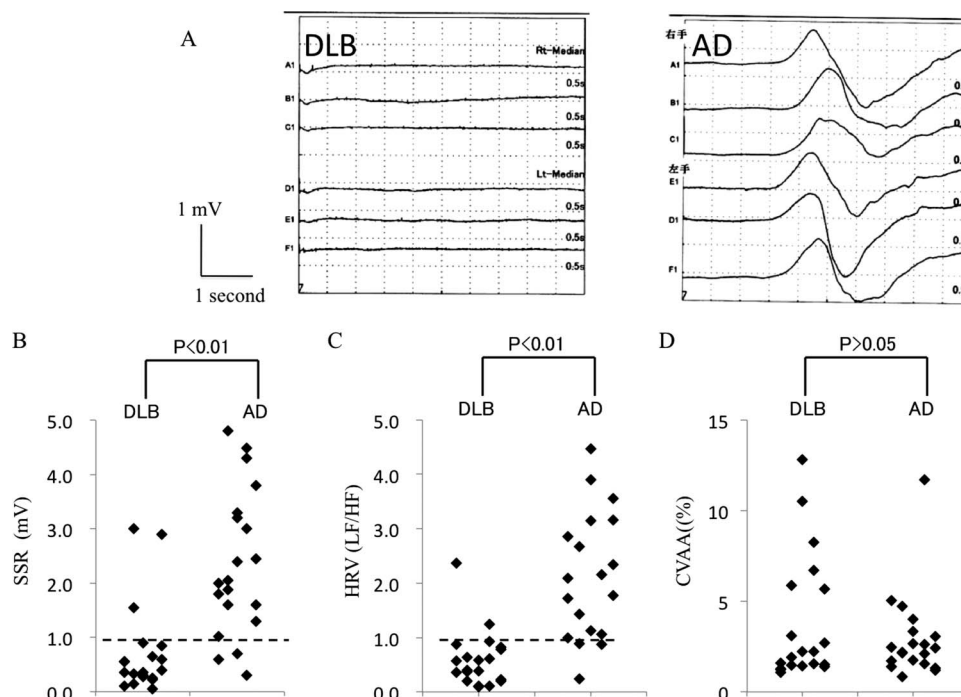 A
DLB
Rt-Median
A1
0.5s
B1
0.5s
C1
0.5s
Lt-Median
D1
0.5s
E1
0.5s
F1
0.5s
7
AD
右手
A1
B1
C1
左手
E1
D1
F1
7
1 mV
1 second
B
P<0.01
DLB
AD
5.0
4.0
3.0
2.0
1.0
0.0
SSR (mV)
C
P<0.01
DLB
AD
5.0
4.0
3.0
2.0
1.0
0.0
HRV (LF/HF)
D
P>0.05
DLB
AD
15
10
5
0
CVAA((%)